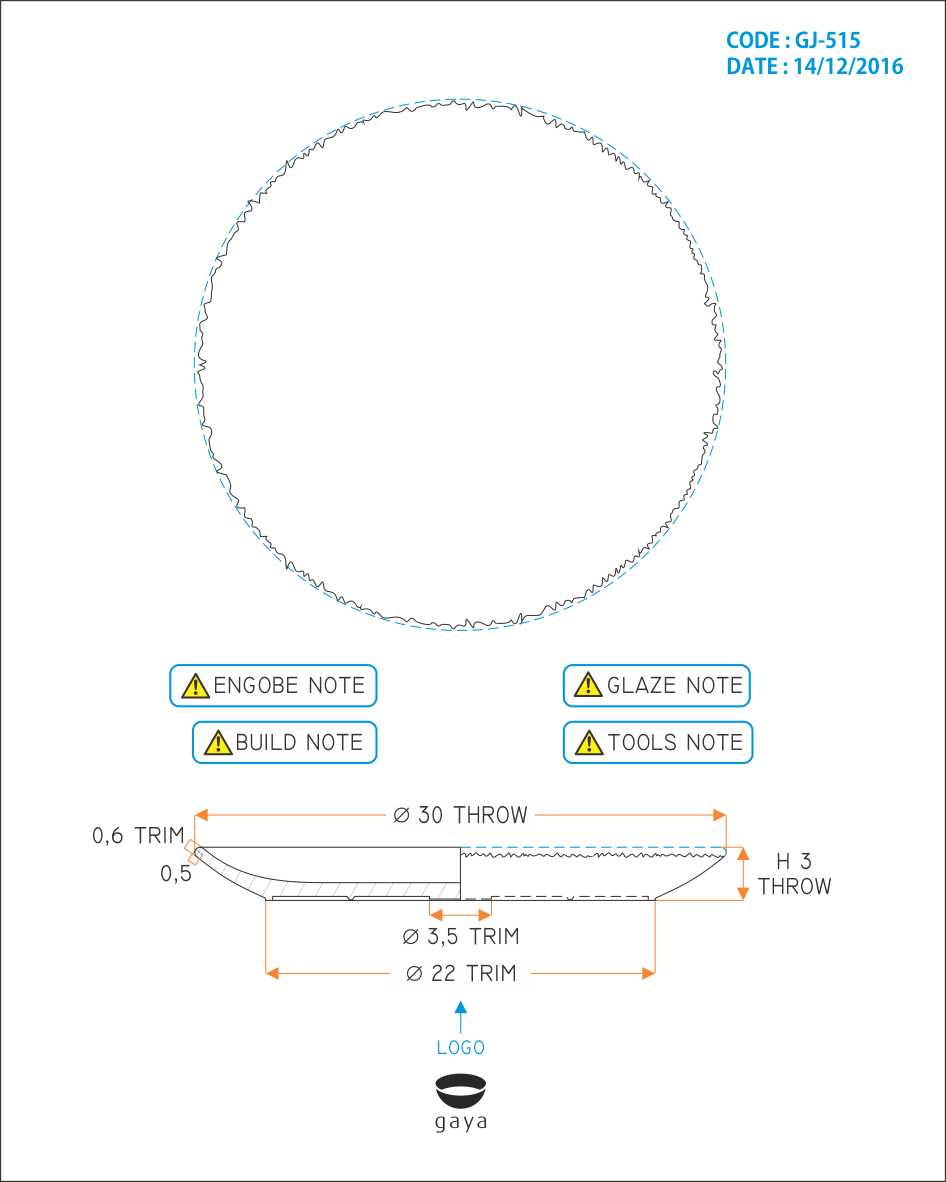 CODE : GJ-515
DATE : 14/12/2016
ENGOBE NOTE
GLAZE NOTE
BUILD NOTE
TOOLS NOTE
Ø 30 THROW
0,6 TRIM
0,5
H 3
THROW
Ø 3,5 TRIM
Ø 22 TRIM
LOGO
gaya